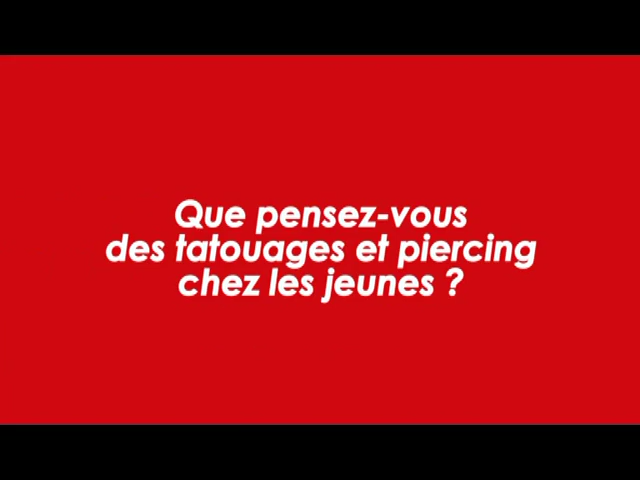 Que pensez-vous
des tatouages et piercing
chez les jeunes ?